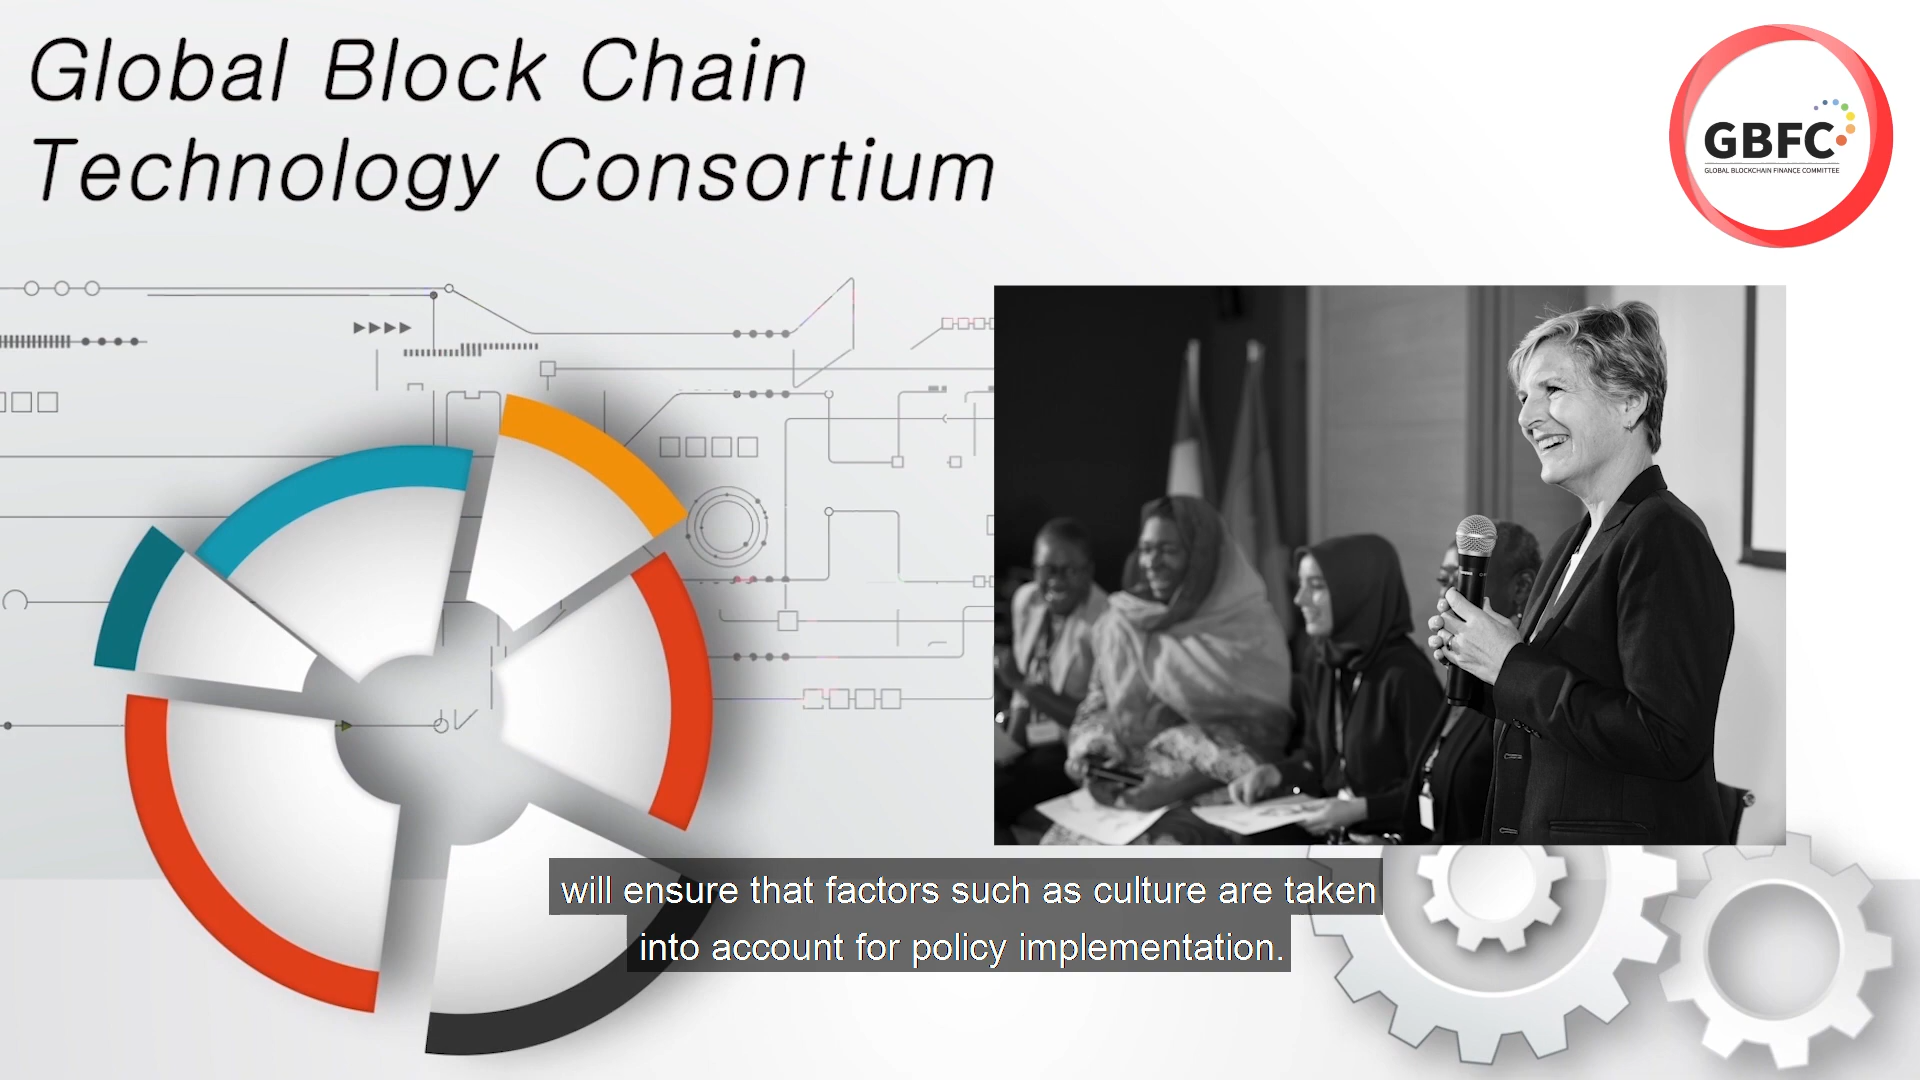 Global Block Chain
Technology Consortium
GBFC
GLOBAL BLOCKCHAIN FINANCE COMMITTEE
will ensure that factors such as culture are taken
into account for policy implementation.